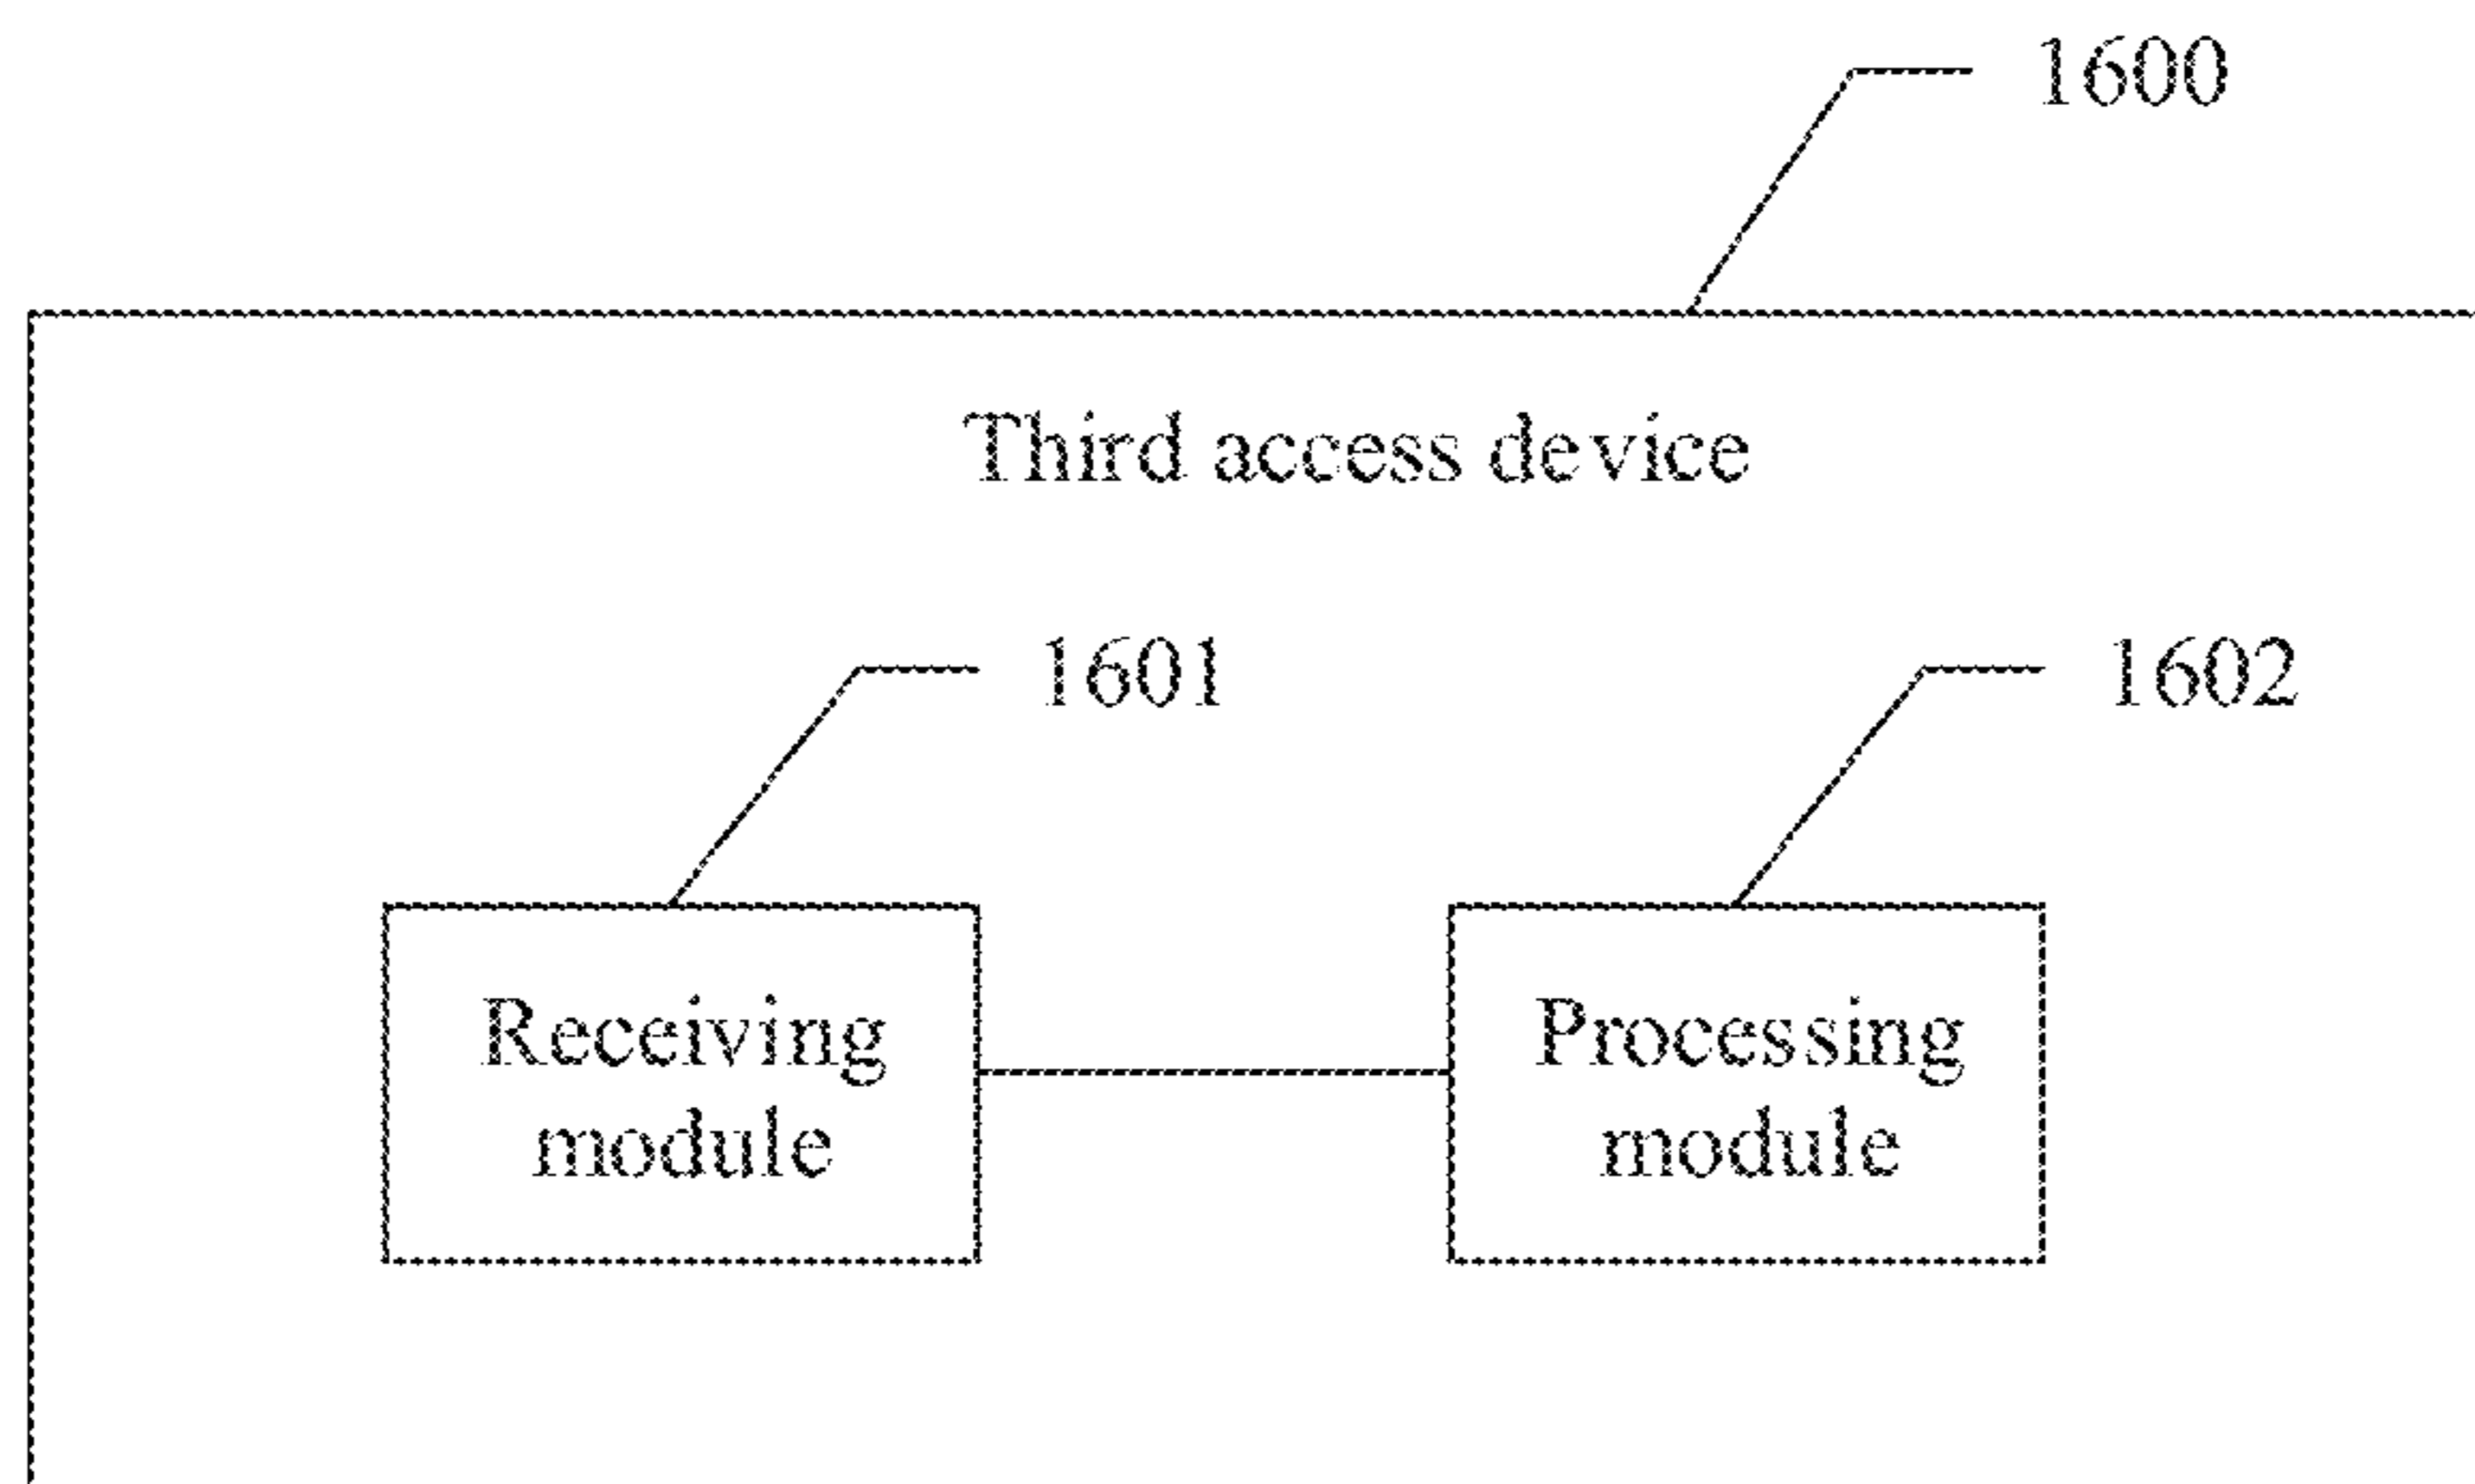 1600
Third access device
1601
1602
Receiving
module
Processing
module